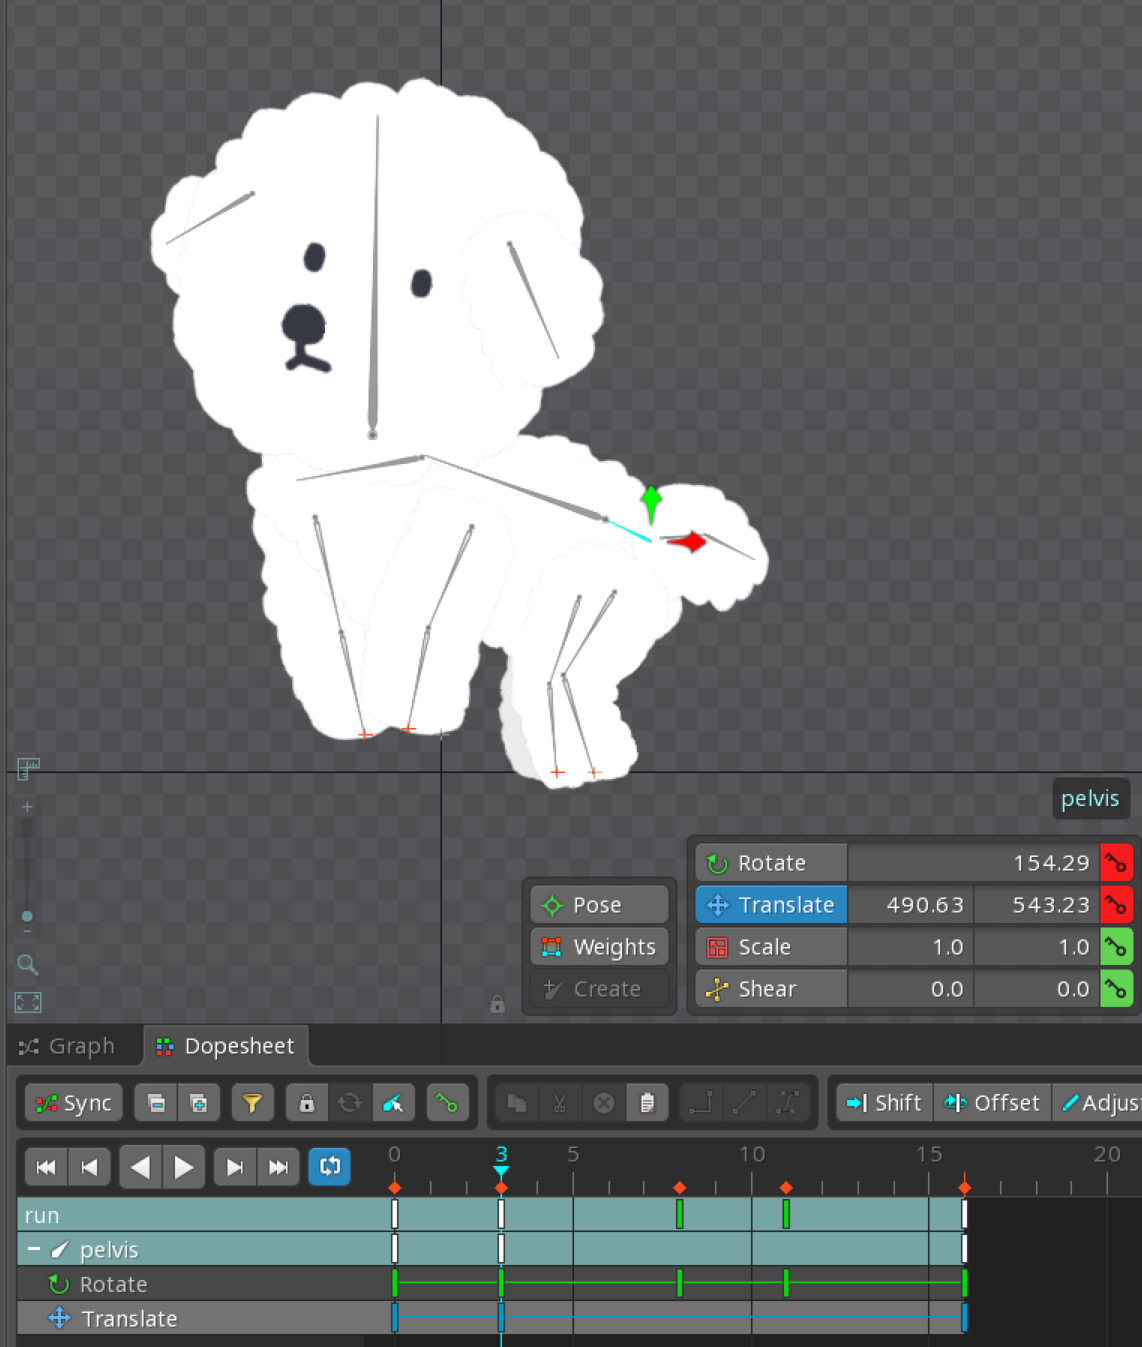 pelvis
Rotate 154.29
Pose Translate 490.63 543.23
Weights Scale 1.0 1.0
Create Shear 0.0 0.0
Graph Dopesheet
Sync Shift Offset Adjus
0 3 5 10 15 20
run
pelvis
Rotate
Translate